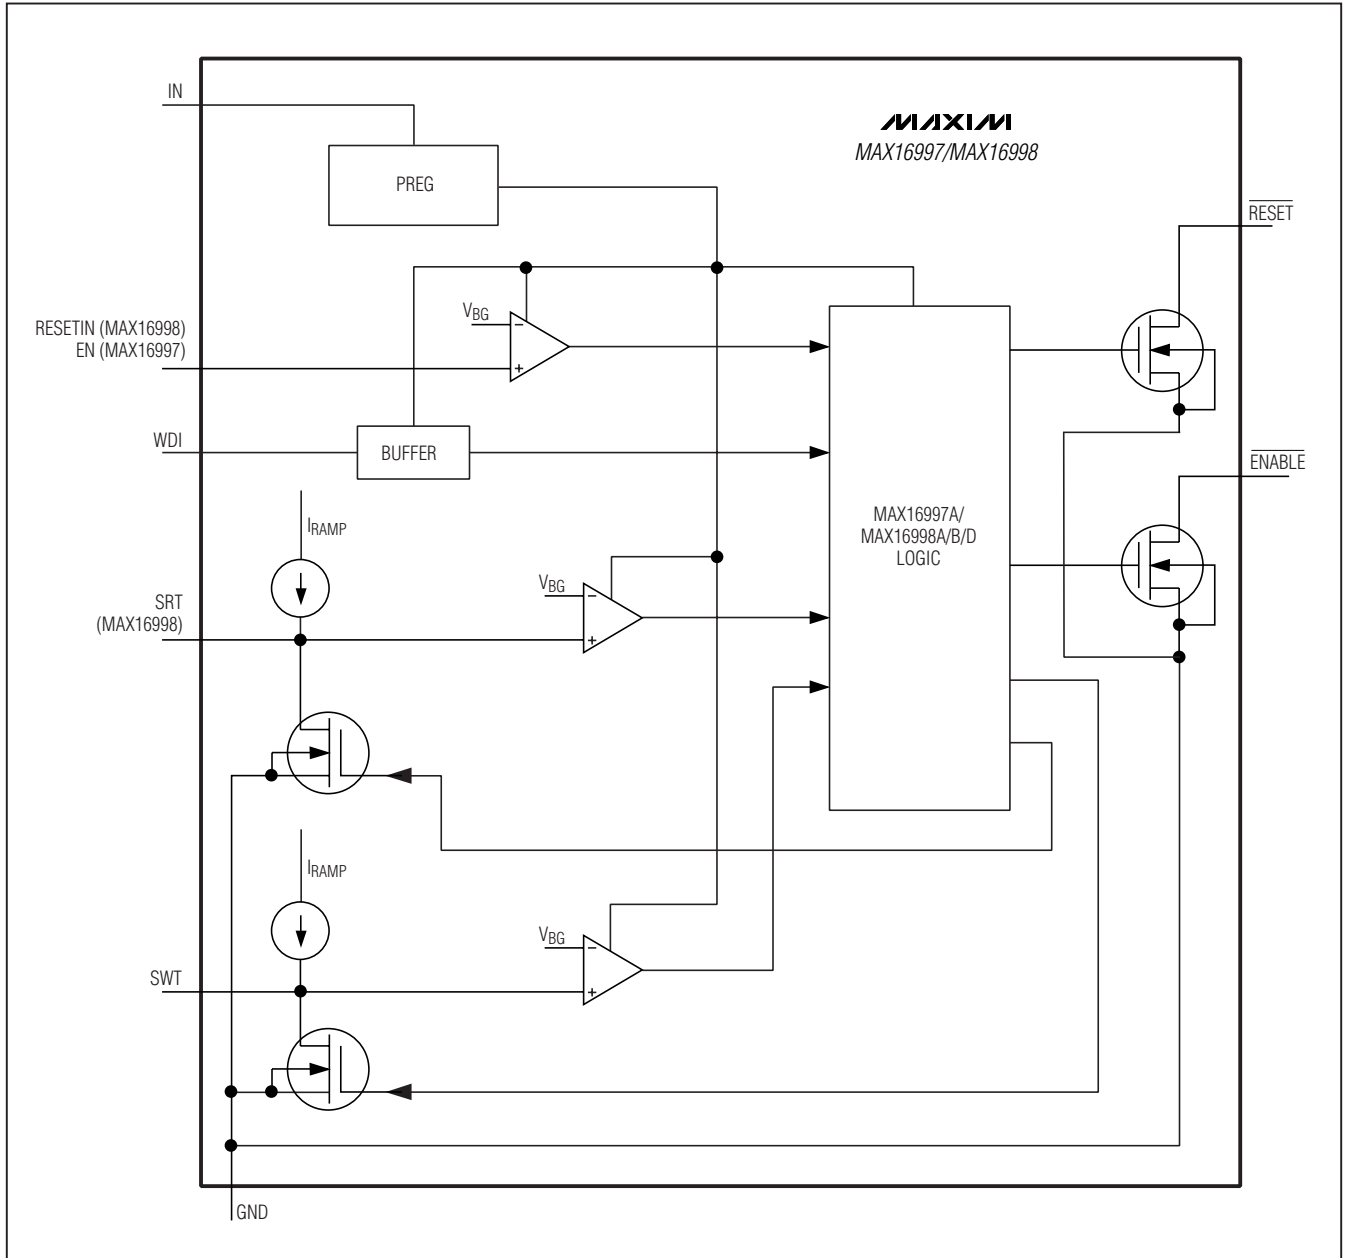 IN
MAXIM
MAX16997/MAX16998
PREG
RESET
VBG
−
+
RESETIN (MAX16998)
EN (MAX16997)
WDI
BUFFER
ENABLE
MAX16997A/
MAX16998A/B/D
LOGIC
IRAMP
VBG
−
+
SRT
(MAX16998)
IRAMP
VBG
−
+
SWT
GND